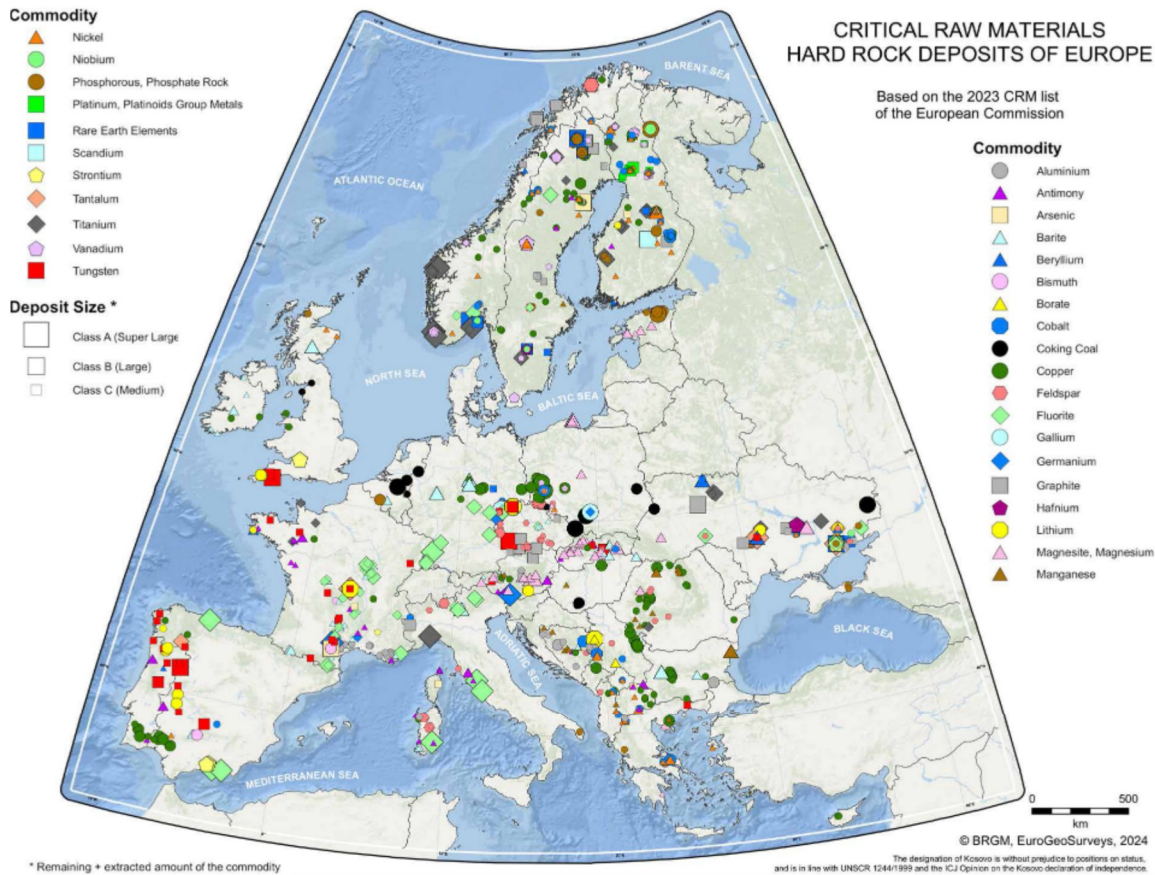 Commodity
Nickel
Niobium
Phosphorous, Phosphate Rock
Platinum, Platinoids Group Metals
Rare Earth Elements
Scandium
Strontium
Tantalum
Titanium
Vanadium
Tungsten
Deposit Size *
Class A (Super Large
Class B (Large)
Class C (Medium)
CRITICAL RAW MATERIALS
HARD ROCK DEPOSITS OF EUROPE
Based on the 2023 CRM list
of the European Commission
Commodity
Aluminium
Antimony
Arsenic
Barite
Beryllium
Bismuth
Borate
Cobalt
Coking Coal
Copper
Feldspar
Fluorite
Gallium
Germanium
Graphite
Hafnium
Lithium
Magnesite, Magnesium
Manganese
BARENT SEA
ATLANTIC OCEAN
NORTH SEA
BALTIC SEA
ADRIATIC SEA
BLACK SEA
MEDITERRANEAN SEA
0 500
km
© BRGM, EuroGeoSurveys, 2024
* Remaining + extracted amount of the commodity
The designation of Kosovo is without prejudice to positions on status,
and is in line with UNSCR 1244/1999 and the ICJ Opinion on the Kosovo declaration of independence.